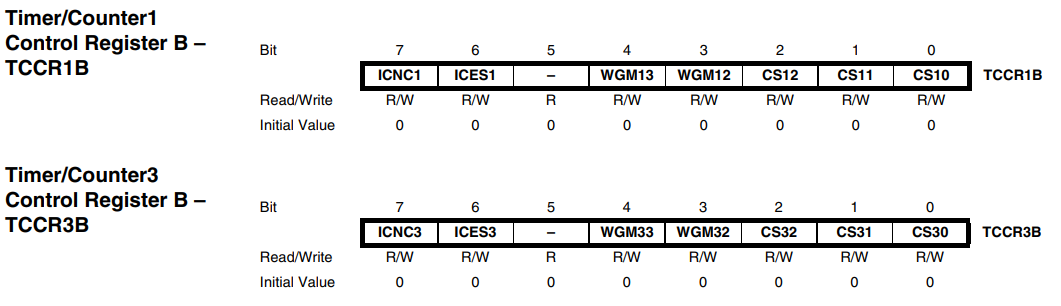 Timer/Counter1
Control Register B –
TCCR1B
Bit 7 6 5 4 3 2 1 0
ICNC1 ICES1 – WGM13 WGM12 CS12 CS11 CS10 TCCR1B
Read/Write R/W R/W R R/W R/W R/W R/W R/W
Initial Value 0 0 0 0 0 0 0 0
Timer/Counter3
Control Register B –
TCCR3B
Bit 7 6 5 4 3 2 1 0
ICNC3 ICES3 – WGM33 WGM32 CS32 CS31 CS30 TCCR3B
Read/Write R/W R/W R R/W R/W R/W R/W R/W
Initial Value 0 0 0 0 0 0 0 0